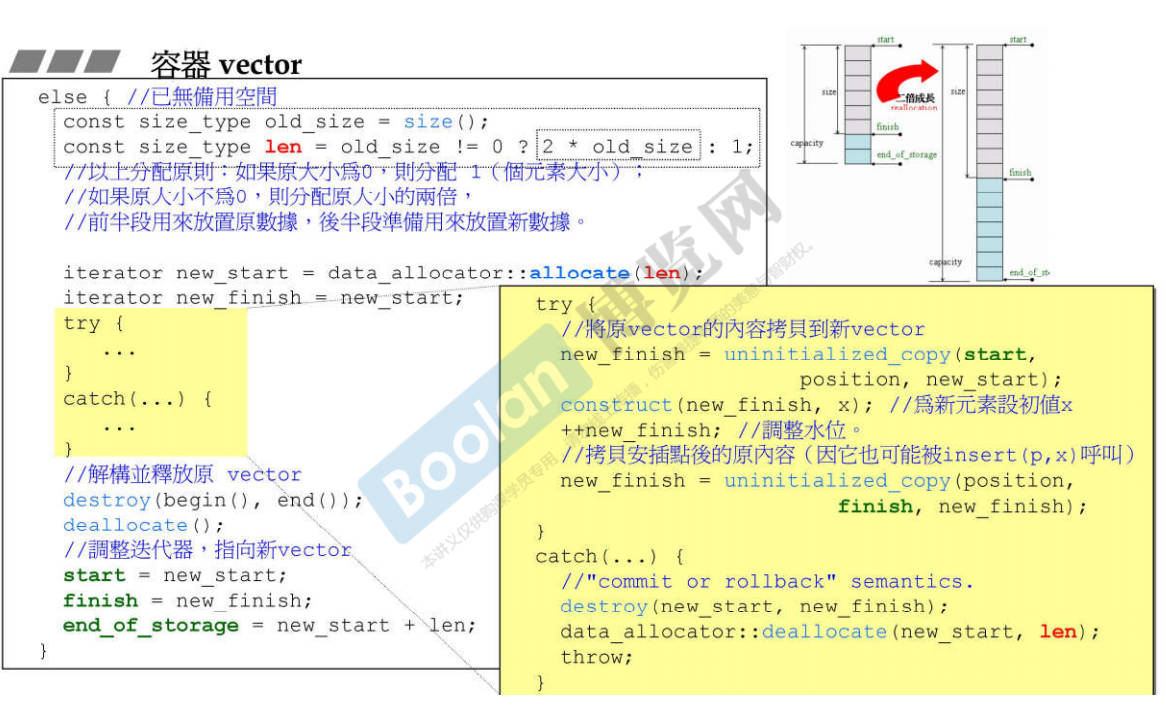 容器 vector
else { //已無備用空間
const size_type old_size = size();
const size_type len = old_size != 0 ? 2 * old_size : 1;
//以上分配原則：如果原大小爲0，則分配 1（個元素大小）；
//如果原大小不爲0，則分配原大小的兩倍，
//前半段用來放置原數據，後半段準備用來放置新數據。
iterator new_start = data_allocator::allocate(len);
iterator new_finish = new_start;
try {
...
}
catch(...) {
...
}
//解構並釋放原 vector
destroy(begin(), end());
deallocate();
//調整迭代器，指向新vector
start = new_start;
finish = new_finish;
end_of_storage = new_start + len;
}
try {
//將原vector的內容拷貝到新vector
new_finish = uninitialized_copy(start,
position, new_start);
construct(new_finish, x); //爲新元素設初值x
++new_finish; //調整水位。
//拷貝安插點後的原內容（因它也可能被insert(p,x)呼叫）
new_finish = uninitialized_copy(position,
finish, new_finish);
}
catch(...) {
//"commit or rollback" semantics.
destroy(new_start, new_finish);
data_allocator::deallocate(new_start, len);
throw;
}
start
size
finish
capacity
end_of_storage
二倍成長
reallocation
start
size
finish
capacity
end_of_st
Boolan 博览网